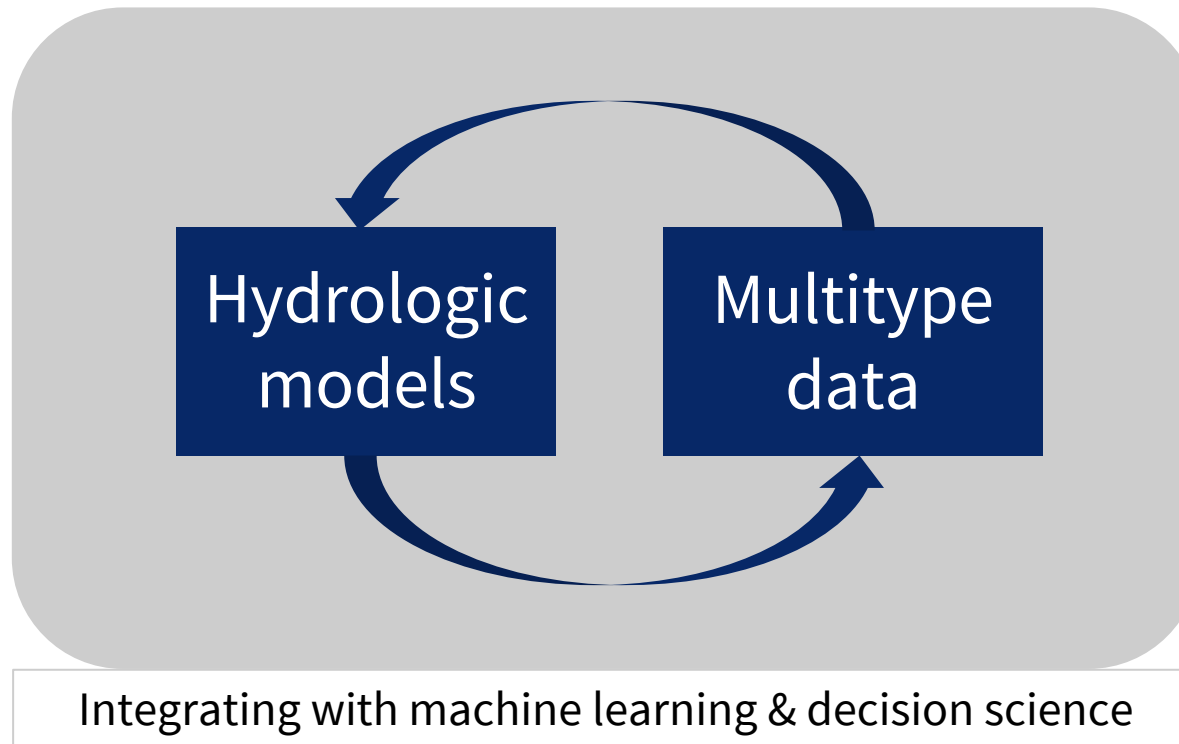 Hydrologic
models
Multitype
data
Integrating with machine learning & decision science